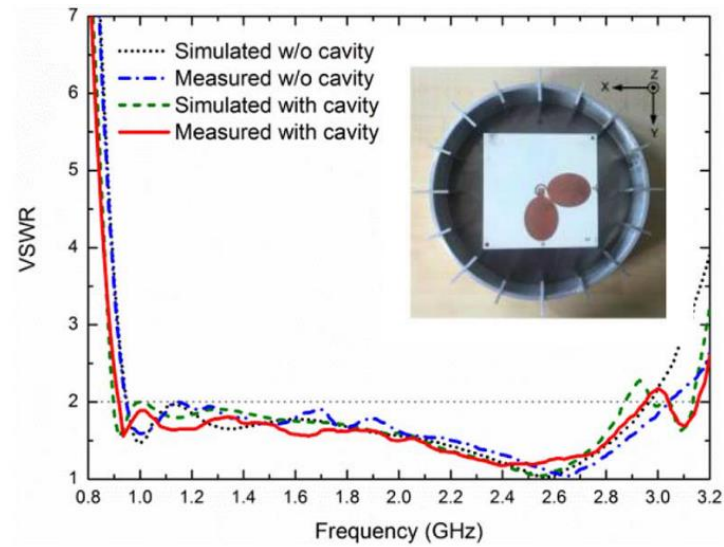 7
6
5
4
3
2
1
VSWR
Simulated w/o cavity
Measured w/o cavity
Simulated with cavity
Measured with cavity
X
Z
Y
0.8 1.0 1.2 1.4 1.6 1.8 2.0 2.2 2.4 2.6 2.8 3.0 3.2
Frequency (GHz)